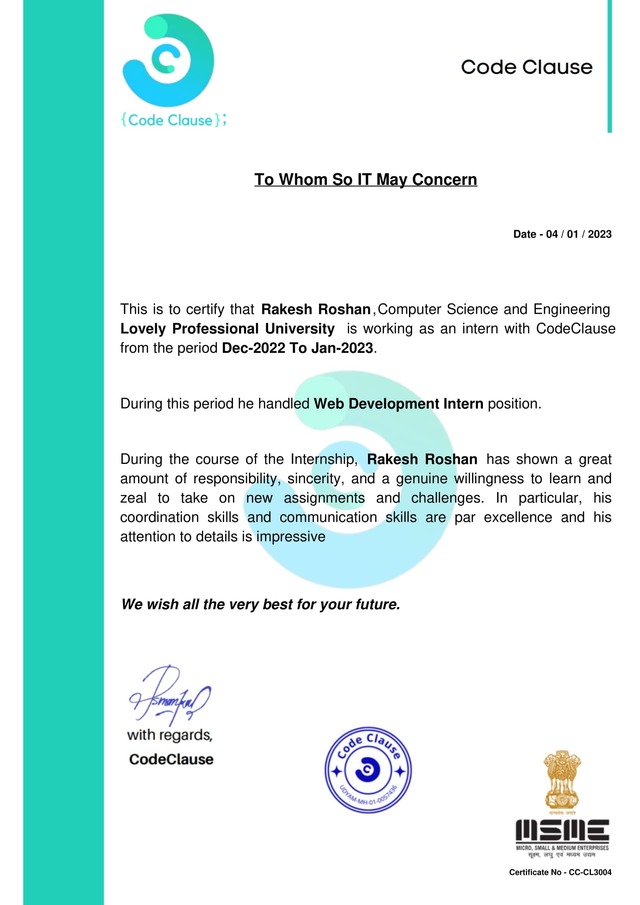 {Code Clause};
Code Clause
To Whom So IT May Concern
Date - 04 / 01 / 2023
This is to certify that Rakesh Roshan,Computer Science and Engineering
Lovely Professional University is working as an intern with CodeClause
from the period Dec-2022 To Jan-2023.
During this period he handled Web Development Intern position.
During the course of the Internship, Rakesh Roshan has shown a great
amount of responsibility, sincerity, and a genuine willingness to learn and
zeal to take on new assignments and challenges. In particular, his
coordination skills and communication skills are par excellence and his
attention to details is impressive
We wish all the very best for your future.
with regards,
CodeClause
Code Clause
UDYAM-MH-01-0057436
MSME
MICRO, SMALL & MEDIUM ENTERPRISES
सूक्ष्म, लघु एवं मध्यम उद्यम
Certificate No - CC-CL3004